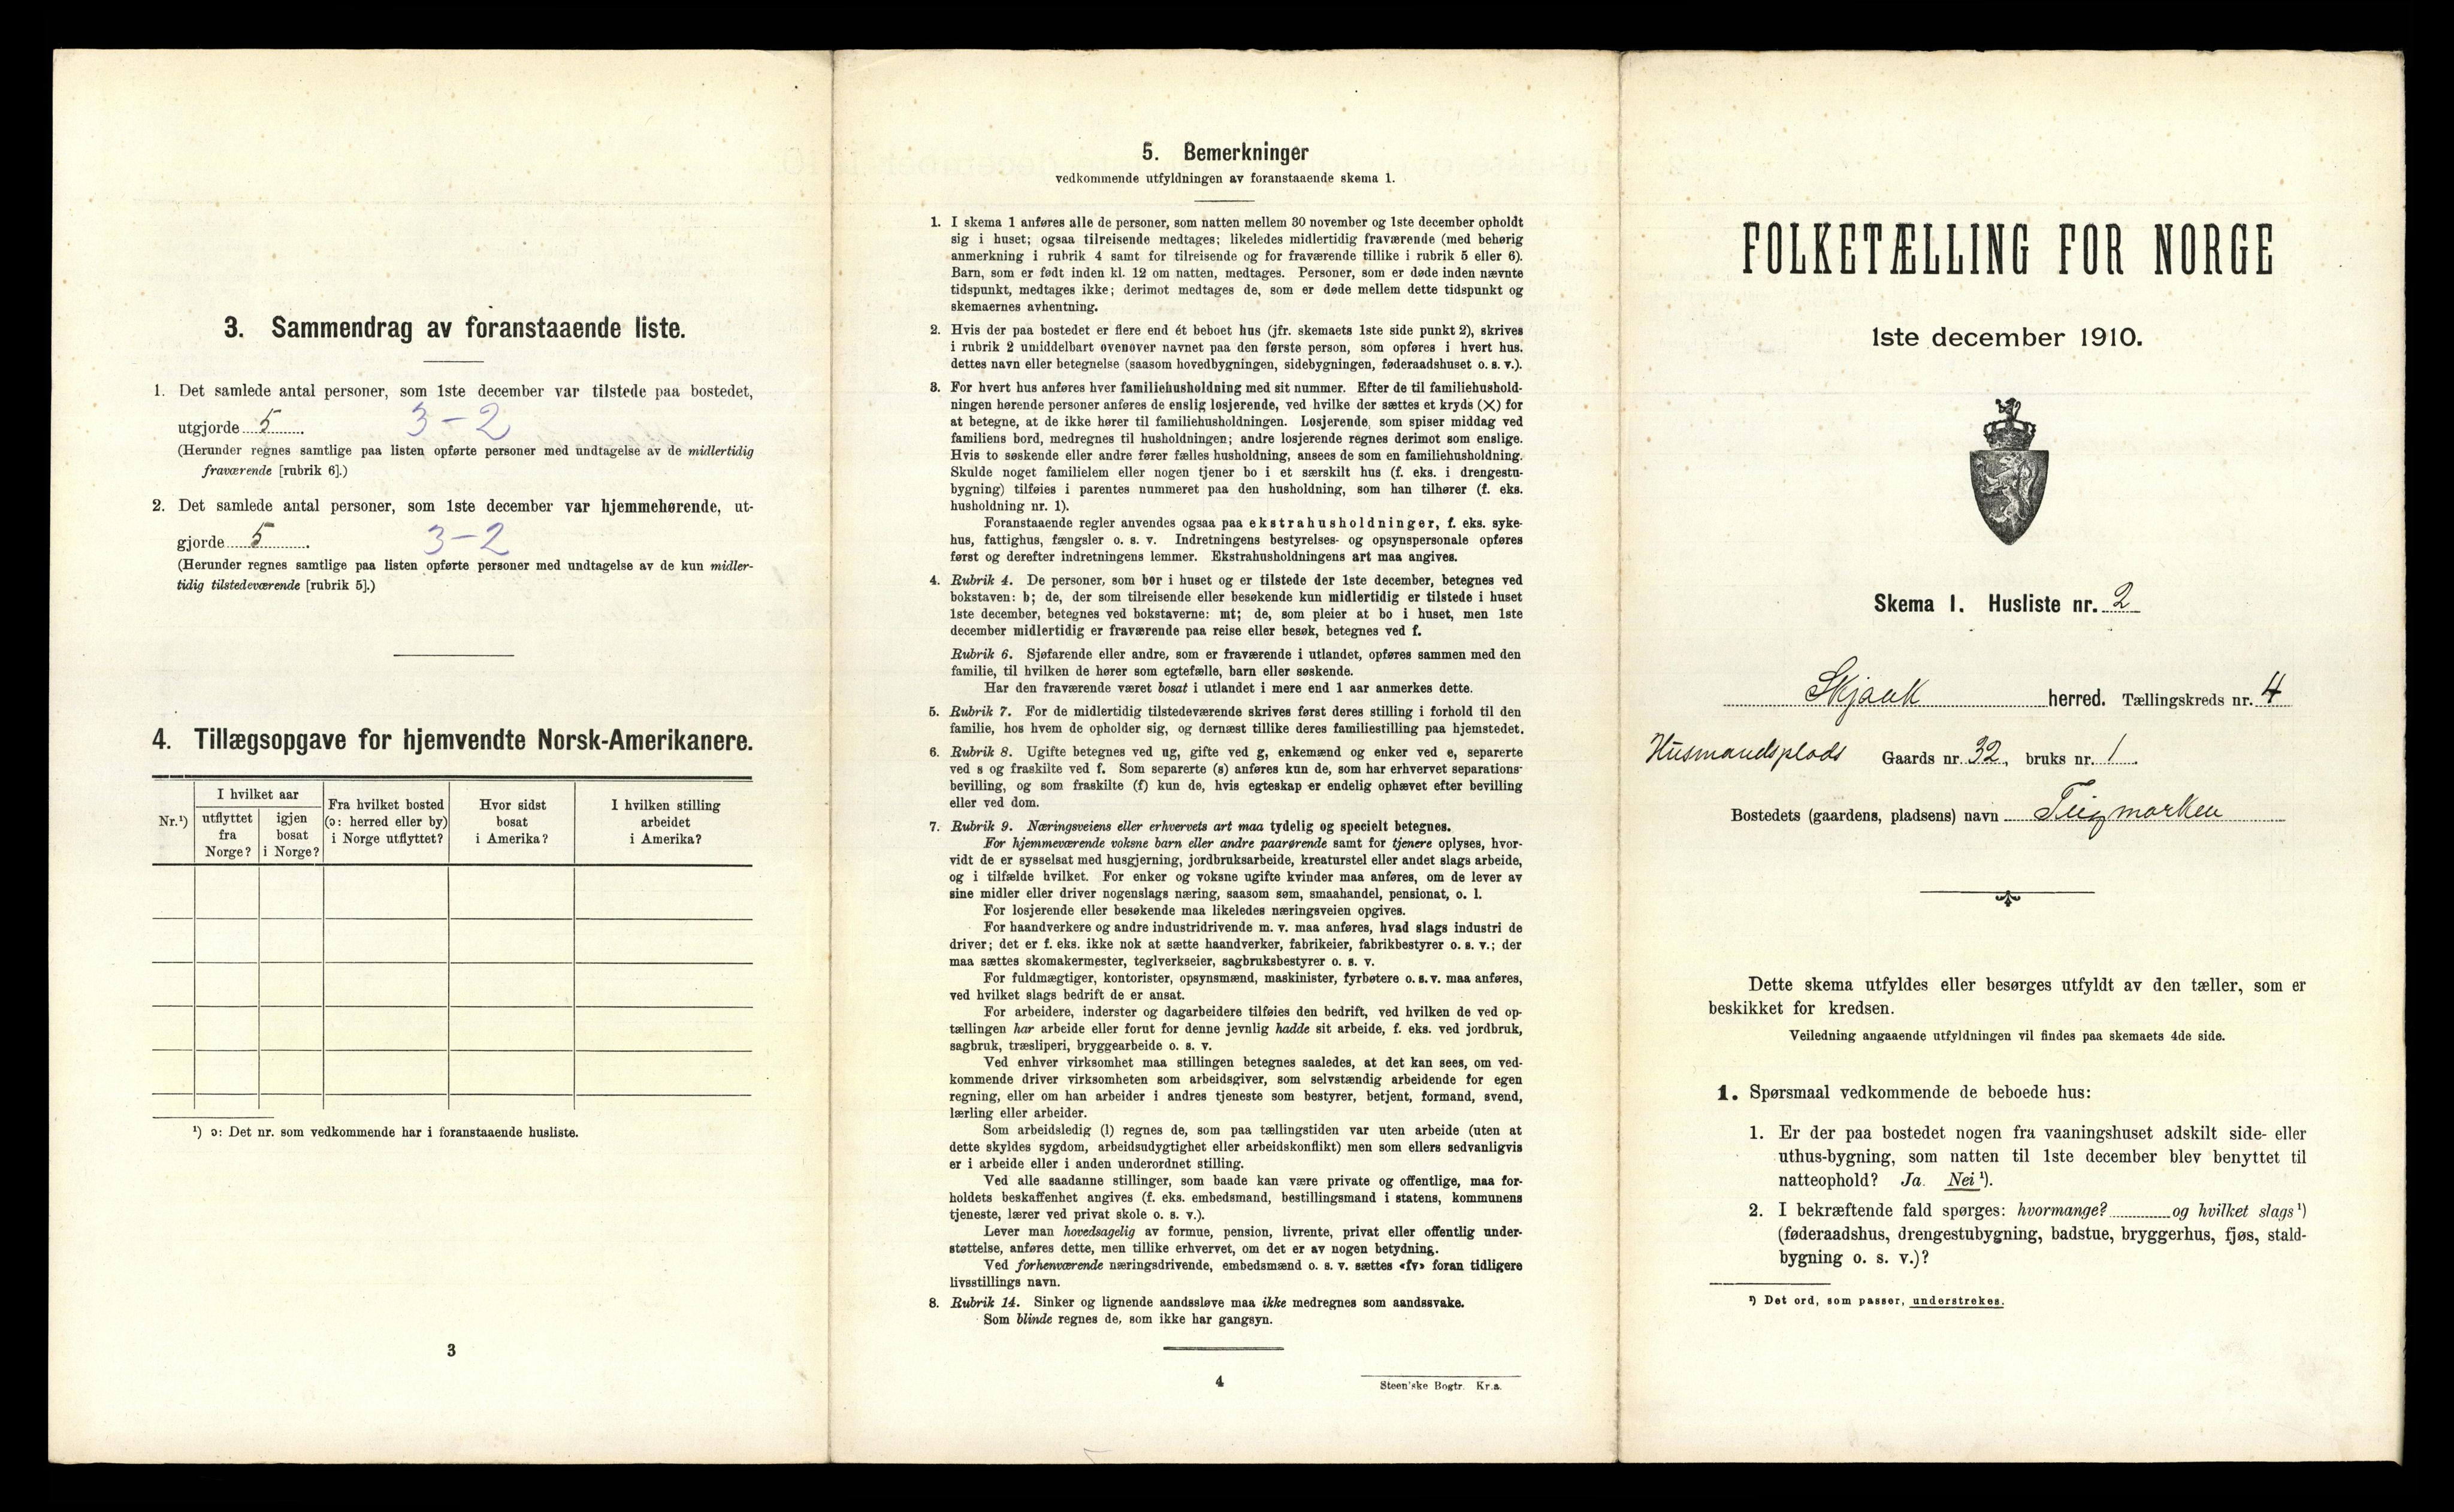 3. Sammendrag av foranstaaende liste.
1. Det samlede antal personer, som 1ste december var tilstede paa bostedet,
utgjorde 5. 3-2
(Herunder regnes samtlige paa listen opførte personer med undtagelse av de midlertidig
fraværende [rubrik 6].)
2. Det samlede antal personer, som 1ste december var hjemmehørende, ut-
gjorde 5. 3-2
(Herunder regnes samtlige paa listen opførte personer med undtagelse av de kun midler-
tidig tilstedeværende [rubrik 5].)
4. Tillægsopgave for hjemvendte Norsk-Amerikanere.
Nr.¹)
I hvilket aar
utflyttet
fra
Norge?
igjen
bosat
i Norge?
Fra hvilket bosted
(ɔ: herred eller by)
i Norge utflyttet?
Hvor sidst
bosat
i Amerika?
I hvilken stilling
arbeidet
i Amerika?
¹) ɔ: Det nr. som vedkommende har i foranstaaende husliste.
3
5. Bemerkninger
vedkommende utfyldningen av foranstaaende skema 1.
1. I skema 1 anføres alle de personer, som natten mellem 30 november og 1ste december opholdt
sig i huset; ogsaa tilreisende medtages; likeledes midlertidig fraværende (med behørig
anmerkning i rubrik 4 samt for tilreisende og for fraværende tillike i rubrik 5 eller 6).
Barn, som er født inden kl. 12 om natten, medtages. Personer, som er døde inden nævnte
tidspunkt, medtages ikke; derimot medtages de, som er døde mellem dette tidspunkt og
skemaernes avhentning.
2. Hvis der paa bostedet er flere end ét beboet hus (jfr. skemaets 1ste side punkt 2), skrives
i rubrik 2 umiddelbart ovenover navnet paa den første person, som opføres i hvert hus.
dettes navn eller betegnelse (saasom hovedbygningen, sidebygningen, føderaadshuset o. s. v.).
3. For hvert hus anføres hver familiehusholdning med sit nummer. Efter de til familiehushold-
ningen hørende personer anføres de enslig losjerende, ved hvilke der sættes et kryds (×) for
at betegne, at de ikke hører til familiehusholdningen. Losjerende, som spiser middag ved
familiens bord, medregnes til husholdningen; andre losjerende regnes derimot som enslige.
Hvis to søskende eller andre fører fælles husholdning, ansees de som en familiehusholdning.
Skulde noget familielem eller nogen tjener bo i et særskilt hus (f. eks. i drengestu-
bygning) tilføies i parentes nummeret paa den husholdning, som han tilhører (f. eks.
husholdning nr. 1).
Foranstaaende regler anvendes ogsaa paa ekstrahusholdninger, f. eks. syke-
hus, fattighus, fængsler o. s. v. Indretningens bestyrelses- og opsynspersonale opføres
først og derefter indretningens lemmer. Ekstrahusholdningens art maa angives.
4. Rubrik 4. De personer, som bor i huset og er tilstede der 1ste december, betegnes ved
bokstaven: b; de, der som tilreisende eller besøkende kun midlertidig er tilstede i huset
1ste december, betegnes ved bokstaverne: mt; de, som pleier at bo i huset, men 1ste
december midlertidig er fraværende paa reise eller besøk, betegnes ved f.
Rubrik 6. Sjøfarende eller andre, som er fraværende i utlandet, opføres sammen med den
familie, til hvilken de hører som egtefælle, barn eller søskende.
Har den fraværende været bosat i utlandet i mere end 1 aar anmerkes dette.
5. Rubrik 7. For de midlertidig tilstedeværende skrives først deres stilling i forhold til den
familie, hos hvem de opholder sig, og dernæst tillike deres familiestilling paa hjemstedet.
6. Rubrik 8. Ugifte betegnes ved ug, gifte ved g, enkemænd og enker ved e, separerte
ved s og fraskilte ved f. Som separerte (s) anføres kun de, som har erhvervet separations-
bevilling, og som fraskilte (f) kun de, hvis egteskap er endelig ophævet efter bevilling
eller ved dom.
7. Rubrik 9. Næringsveiens eller erhvervets art maa tydelig og specielt betegnes.
For hjemmeværende voksne barn eller andre paarørende samt for tjenere oplyses, hvor-
vidt de er sysselsat med husgjerning, jordbruksarbeide, kreaturstel eller andet slags arbeide,
og i tilfælde hvilket. For enker og voksne ugifte kvinder maa anføres, om de lever av
sine midler eller driver nogenslags næring, saasom søm, smaahandel, pensionat, o. l.
For losjerende eller besøkende maa likeledes næringsveien opgives.
For haandverkere og andre industridrivende m. v. maa anføres, hvad slags industri de
driver; det er f. eks. ikke nok at sætte haandverker, fabrikeier, fabrikbestyrer o. s. v.; der
maa sættes skomakermester, teglverkseier, sagbruksbestyrer o. s. v.
For fuldmægtiger, kontorister, opsynsmænd, maskinister, fyrbøtere o. s. v. maa anføres,
ved hvilket slags bedrift de er ansat.
For arbeidere, inderster og dagarbeidere tilføies den bedrift, ved hvilken de ved op-
tællingen har arbeide eller forut for denne jevnlig hadde sit arbeide, f. eks. ved jordbruk,
sagbruk, træsliperi, bryggearbeide o. s. v.
Ved enhver virksomhet maa stillingen betegnes saaledes, at det kan sees, om ved-
kommende driver virksomheten som arbeidsgiver, som selvstændig arbeidende for egen
regning, eller om han arbeider i andres tjeneste som bestyrer, betjent, formand, svend,
lærling eller arbeider.
Som arbeidsledig (l) regnes de, som paa tællingstiden var uten arbeide (uten at
dette skyldes sygdom, arbeidsudygtighet eller arbeidskonflikt) men som ellers sedvanligvis
er i arbeide eller i anden underordnet stilling.
Ved alle saadanne stillinger, som baade kan være private og offentlige, maa for-
holdets beskaffenhet angives (f. eks. embedsmand, bestillingsmand i statens, kommunens
tjeneste, lærer ved privat skole o. s. v.).
Lever man hovedsagelig av formue, pension, livrente, privat eller offentlig under-
støttelse, anføres dette, men tillike erhvervet, om det er av nogen betydning.
Ved forhenværende næringsdrivende, embedsmænd o. s. v. sættes «fv» foran tidligere
livsstillings navn.
8. Rubrik 14. Sinker og lignende aandssløve maa ikke medregnes som aandssvake.
Som blinde regnes de, som ikke har gangsyn.
4
Steen'ske Bogtr. Kr.a.
FOLKETÆLLING FOR NORGE
1ste december 1910.
Skema 1. Husliste nr. 2
Skjaak herred. Tællingskreds nr. 4
Husmandsplads Gaards nr. 32, bruks nr. 1.
Bostedets (gaardens, pladsens) navn Teigmarken
Dette skema utfyldes eller besørges utfyldt av den tæller, som er
beskikket for kredsen.
Veiledning angaaende utfyldningen vil findes paa skemaets 4de side.
1. Spørsmaal vedkommende de beboede hus:
1. Er der paa bostedet nogen fra vaaningshuset adskilt side- eller
uthus-bygning, som natten til 1ste december blev benyttet til
natteophold? Ja. Nei ¹).
2. I bekræftende fald spørges: hvormange? og hvilket slags ¹)
(føderaadshus, drengestubygning, badstue, bryggerhus, fjøs, stald-
bygning o. s. v.)?
¹) Det ord, som passer, understrekes.